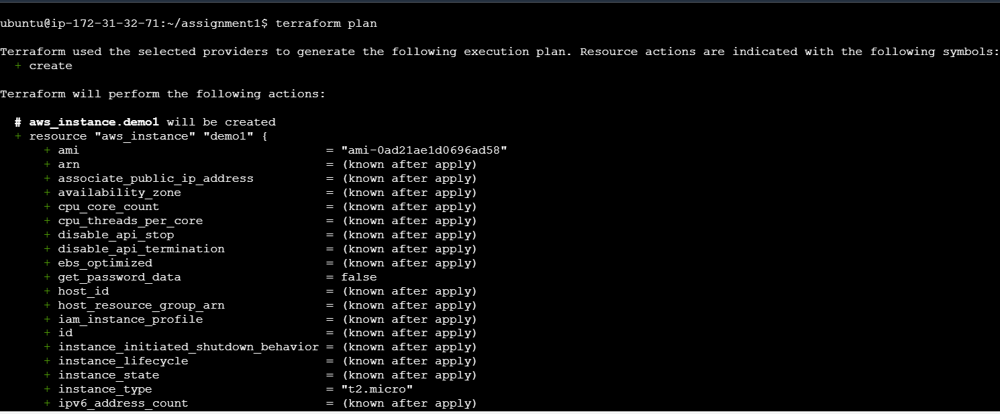 ubuntu@ip-172-31-32-71:~/assignment1$ terraform plan
Terraform used the selected providers to generate the following execution plan. Resource actions are indicated with the following symbols:
  + create
Terraform will perform the following actions:
  # aws_instance.demo1 will be created
  + resource "aws_instance" "demo1" {
      + ami                                  = "ami-0ad21ae1d0696ad58"
      + arn                                  = (known after apply)
      + associate_public_ip_address          = (known after apply)
      + availability_zone                    = (known after apply)
      + cpu_core_count                       = (known after apply)
      + cpu_threads_per_core                 = (known after apply)
      + disable_api_stop                     = (known after apply)
      + disable_api_termination              = (known after apply)
      + ebs_optimized                        = (known after apply)
      + get_password_data                    = false
      + host_id                              = (known after apply)
      + host_resource_group_arn              = (known after apply)
      + iam_instance_profile                 = (known after apply)
      + id                                   = (known after apply)
      + instance_initiated_shutdown_behavior = (known after apply)
      + instance_lifecycle                   = (known after apply)
      + instance_state                       = (known after apply)
      + instance_type                        = "t2.micro"
      + ipv6_address_count                   = (known after apply)